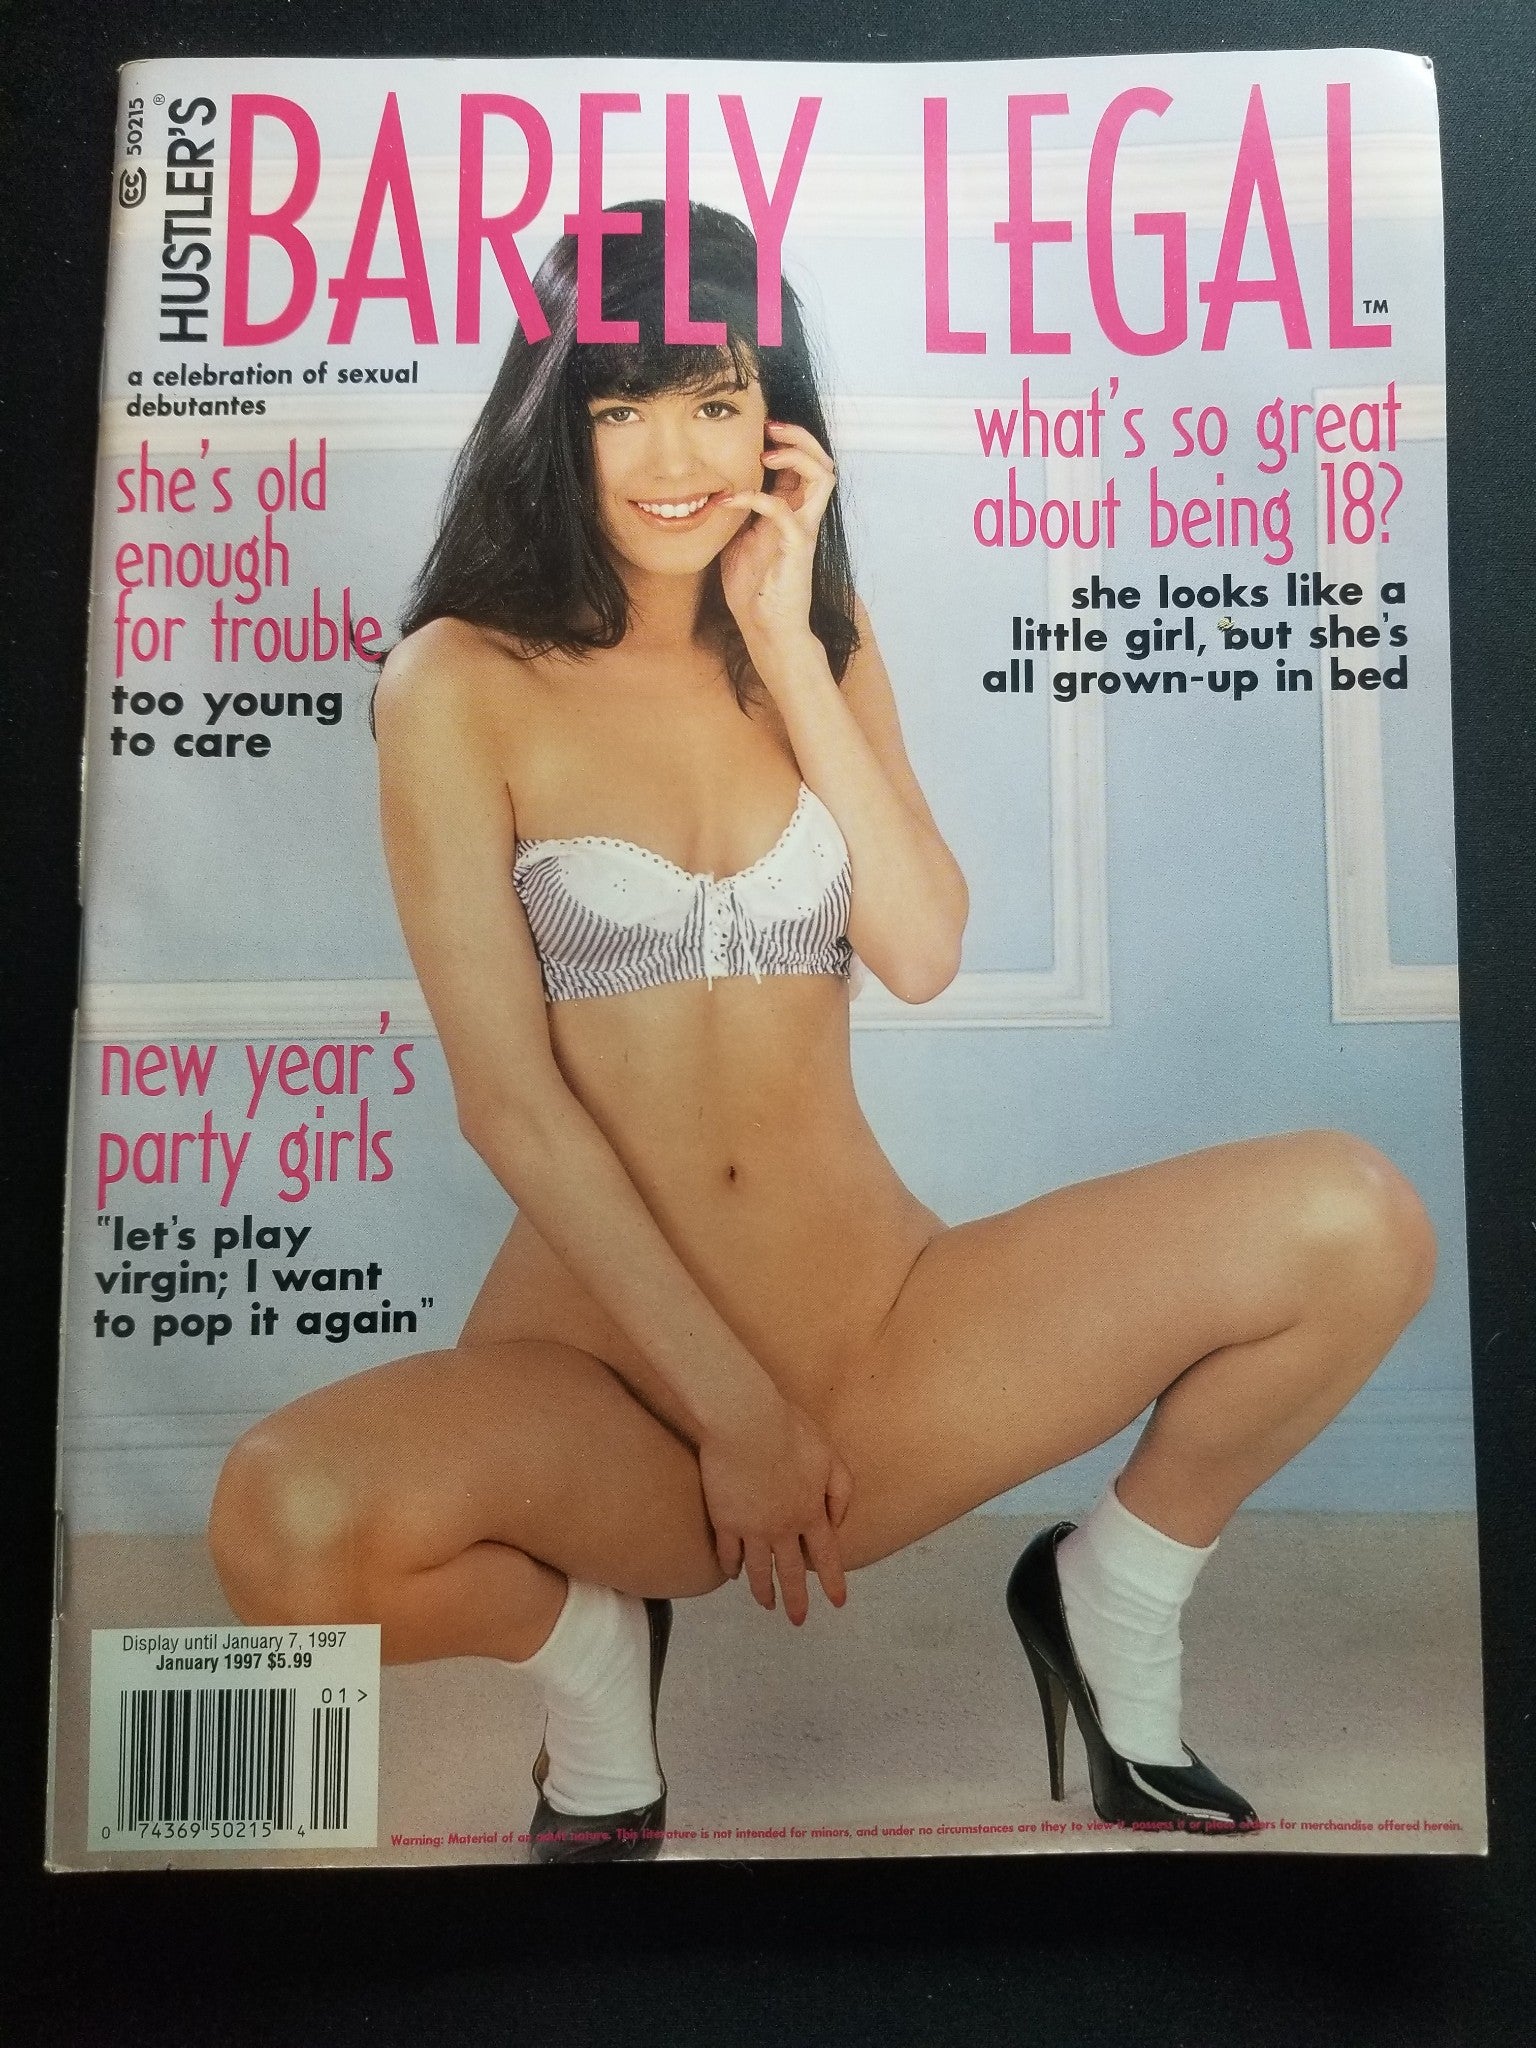 CC 50215
HUSTLER'S®
BARELY LEGAL™
a celebration of sexual
debutantes
she's old
enough
for trouble
too young
to care
what's so great
about being 18?
she looks like a
little girl, but she's
all grown-up in bed
new year's
party girls
"let's play
virgin; I want
to pop it again"
Display until January 7, 1997
January 1997 $5.99
01 >
0 74369 50215 4
Warning: Material of an adult nature. This literature is not intended for minors, and under no circumstances are they to view it, possess it or place orders for merchandise offered herein.